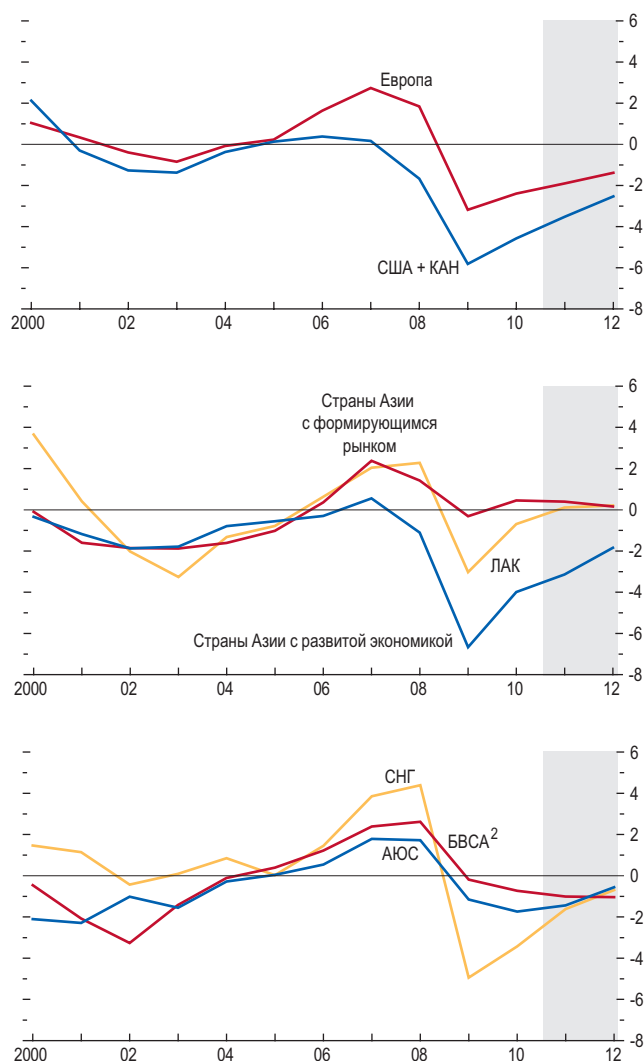 6
4
Европа
2
0
-2
-4
США + КАН
-6
-8
2000 02 04 06 08 10 12
6
Страны Азии
с формирующимся
рынком
4
2
0
-2
ЛАК
-4
Страны Азии с развитой экономикой
-6
-8
2000 02 04 06 08 10 12
6
СНГ
4
БВСА²
2
АЮС
0
-2
-4
-6
-8
2000 02 04 06 08 10 12